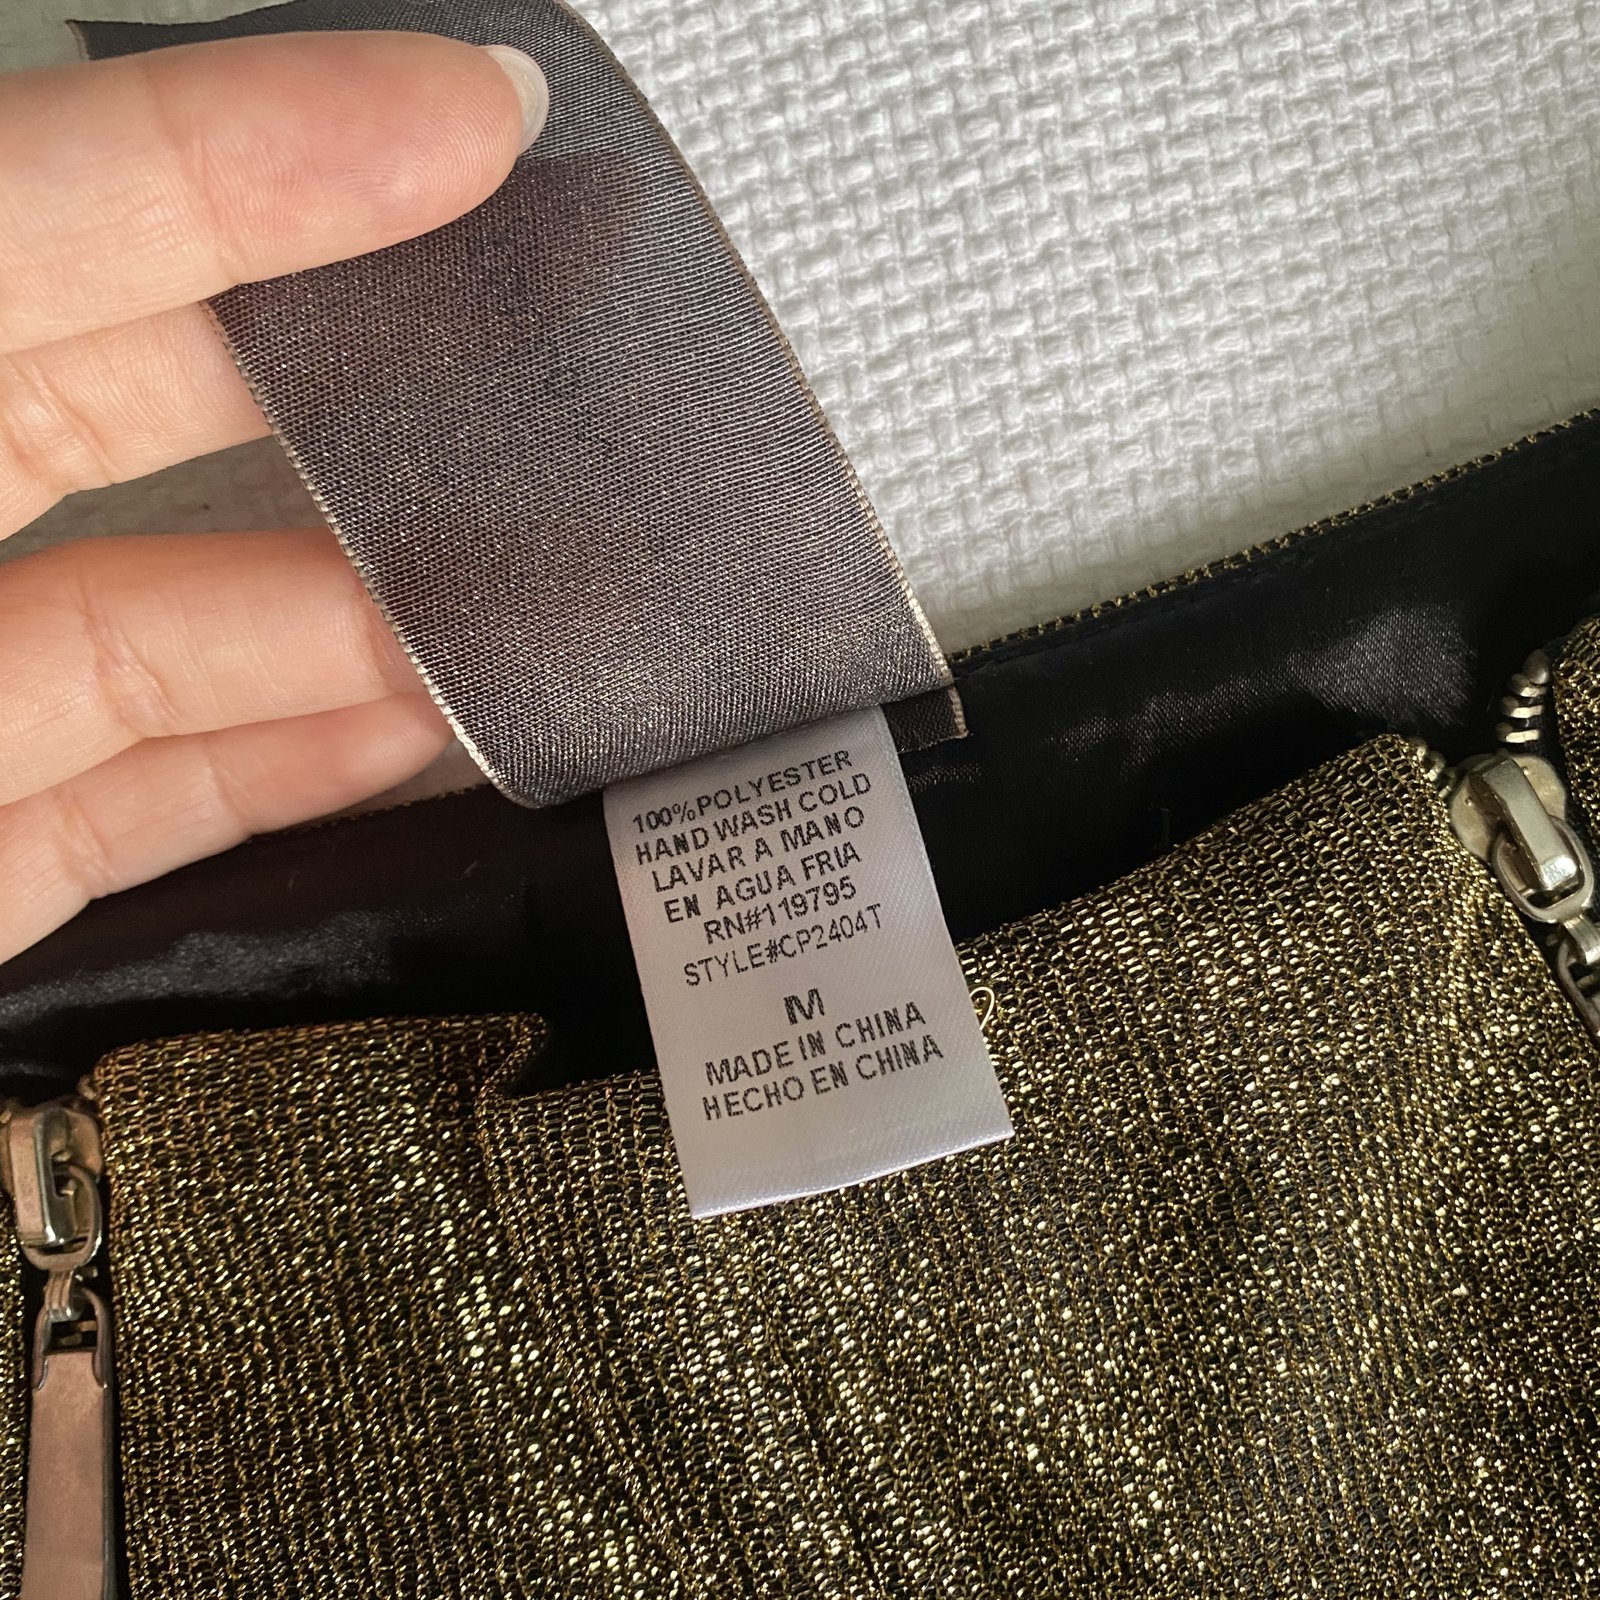 100%POLYESTER
HAND WASH COLD
LAVAR A MANO
EN AGUA FRIA
RN#119795
STYLE#CP2404T
M
MADE IN CHINA
HECHO EN CHINA